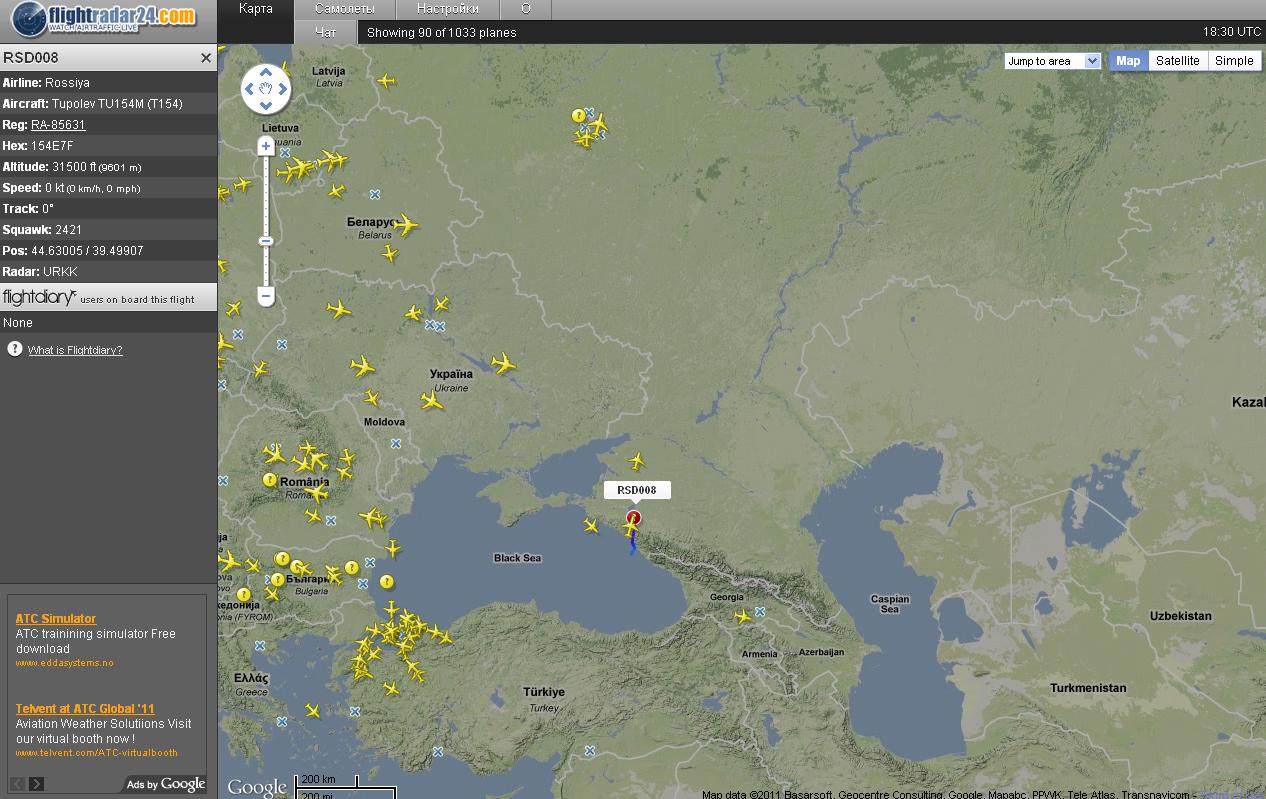 flightradar24.com
WATCH AIR TRAFFIC LIVE
Карта
Самолеты
Настройки
О
Чат
Showing 90 of 1033 planes
18:30 UTC
RSD008
Airline: Rossiya
Aircraft: Tupolev TU154M (T154)
Reg: RA-85631
Hex: 154E7F
Altitude: 31500 ft (9601 m)
Speed: 0 kt (0 km/h, 0 mph)
Track: 0°
Squawk: 2421
Pos: 44.63005 / 39.49907
Radar: URKK
flightdiary users on board this flight
None
? What is Flightdiary?
ATC Simulator
ATC trainining simulator Free
download
www.eddasystems.no
Telvent at ATC Global '11
Aviation Weather Solutiions Visit
our virtual booth now !
www.telvent.com/ATC-virtualbooth
Ads by Google
Jump to area
Map
Satellite
Simple
Latvija
Latvia
Lietuva
Беларусь
Belarus
Україна
Ukraine
Kazal
Moldova
România
RSD008
Black Sea
Bulgaria
(FYROM)
Georgia
Caspian
Sea
Uzbekistan
Armenia
Azerbaijan
Ελλάς
Greece
Türkiye
Turkey
Turkmenistan
Google
200 km
200 mi
Map data ©2011 Basarsoft, Geocentre Consulting, Google, Mapabc, PPWK, Tele Atlas, Transnavicom -